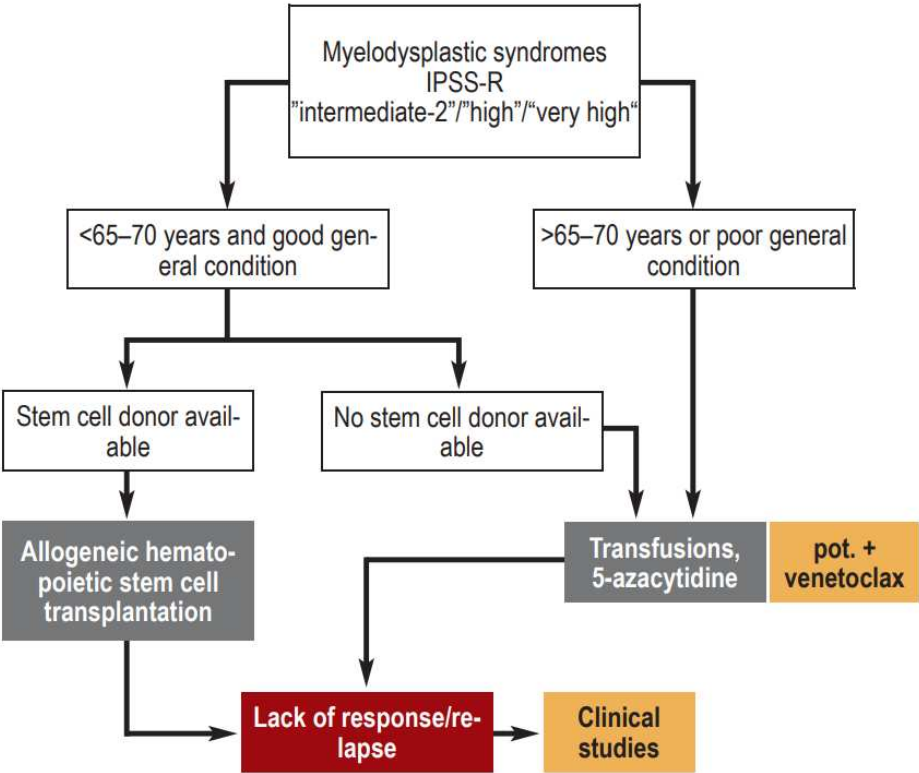 Myelodysplastic syndromes
IPSS-R
”intermediate-2”/”high”/“very high“
<65–70 years and good gen-
eral condition
>65–70 years or poor general
condition
Stem cell donor avail-
able
No stem cell donor avail-
able
Allogeneic hemato-
poietic stem cell
transplantation
Transfusions,
5-azacytidine
pot. +
venetoclax
Lack of response/re-
lapse
Clinical
studies